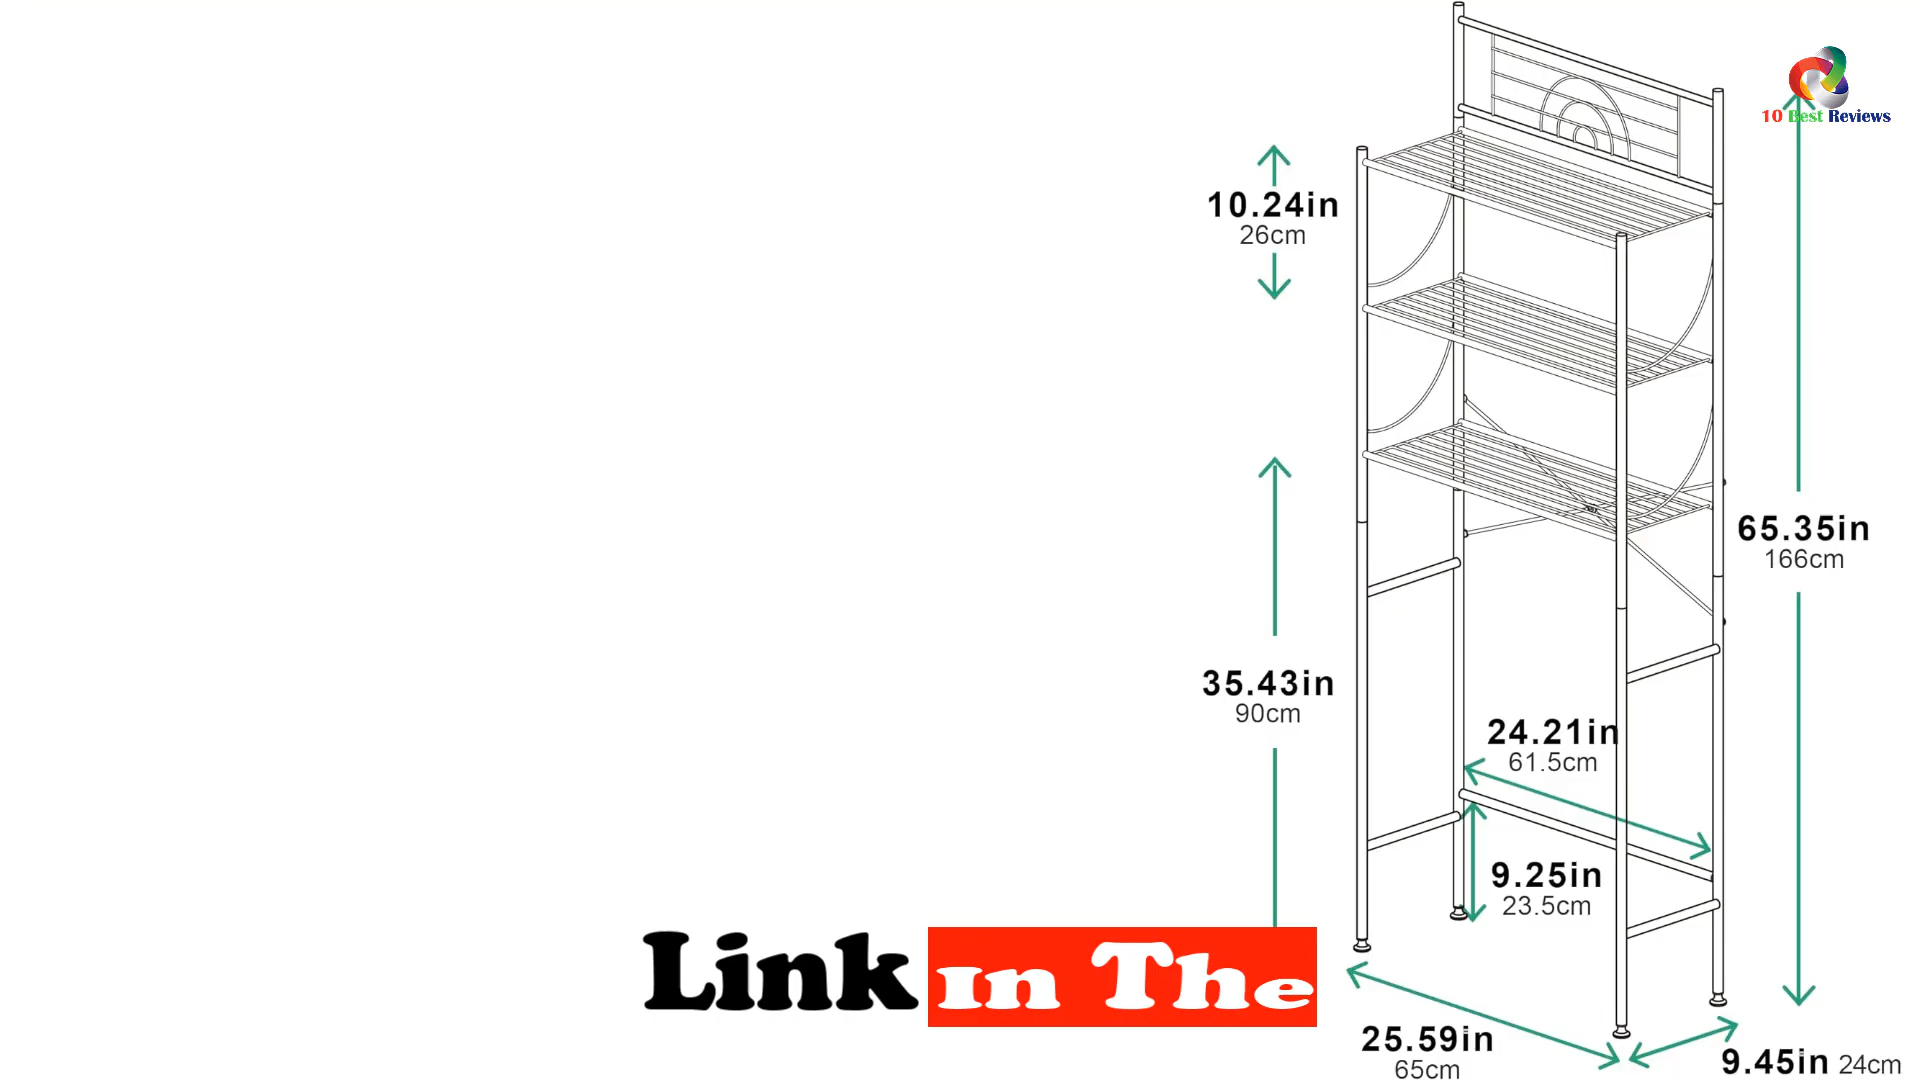 10 Best Reviews
10.24in
26cm
65.35in
166cm
35.43in
90cm
24.21in
61.5cm
9.25in
23.5cm
Link in The
25.59in
65cm
9.45in 24cm